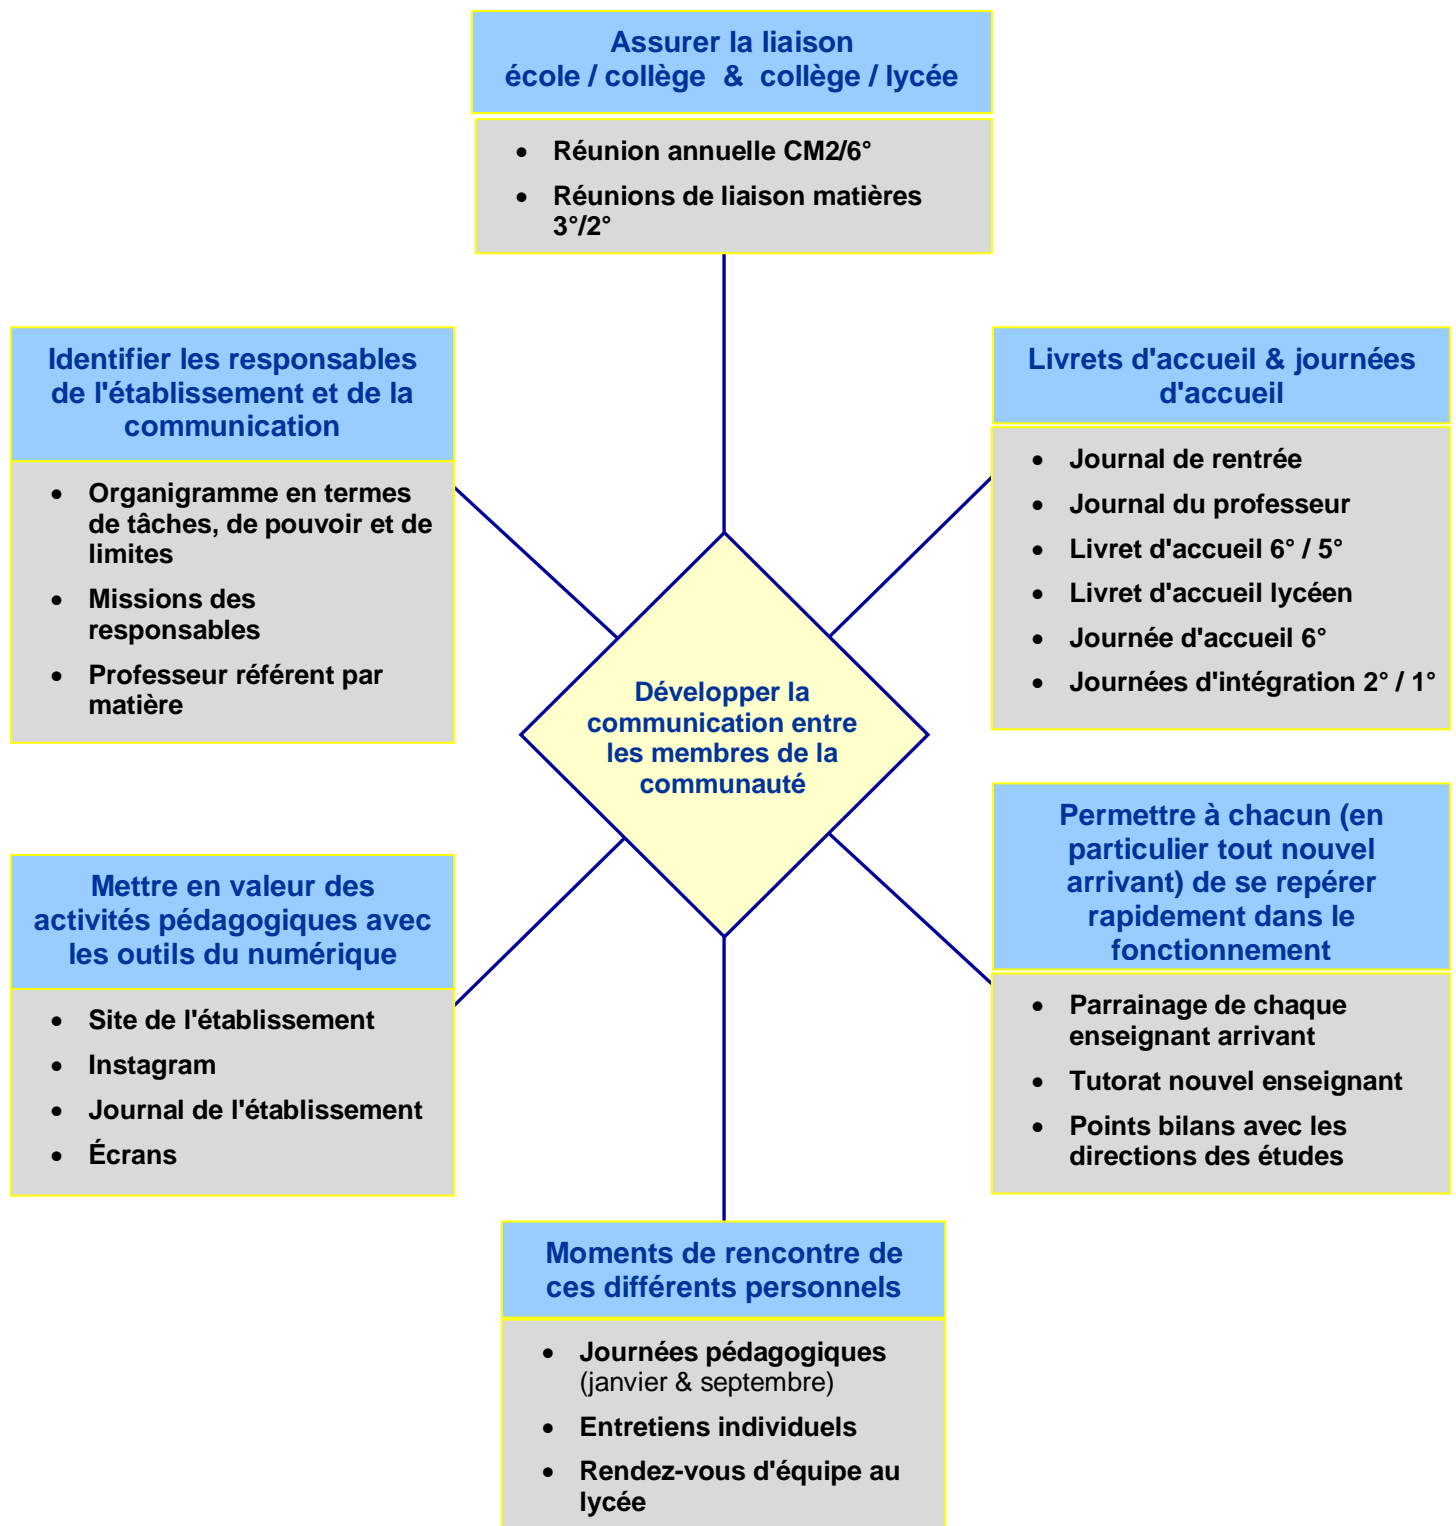 Assurer la liaison
école / collège & collège / lycée
• Réunion annuelle CM2/6°
• Réunions de liaison matières
3°/2°
Identifier les responsables
de l'établissement et de la
communication
• Organigramme en termes
de tâches, de pouvoir et de
limites
• Missions des
responsables
• Professeur référent par
matière
Livrets d'accueil & journées
d'accueil
• Journal de rentrée
• Journal du professeur
• Livret d'accueil 6° / 5°
• Livret d'accueil lycéen
• Journée d'accueil 6°
• Journées d'intégration 2° / 1°
Développer la
communication entre
les membres de la
communauté
Mettre en valeur des
activités pédagogiques avec
les outils du numérique
• Site de l'établissement
• Instagram
• Journal de l'établissement
• Écrans
Permettre à chacun (en
particulier tout nouvel
arrivant) de se repérer
rapidement dans le
fonctionnement
• Parrainage de chaque
enseignant arrivant
• Tutorat nouvel enseignant
• Points bilans avec les
directions des études
Moments de rencontre de
ces différents personnels
• Journées pédagogiques
(janvier & septembre)
• Entretiens individuels
• Rendez-vous d'équipe au
lycée